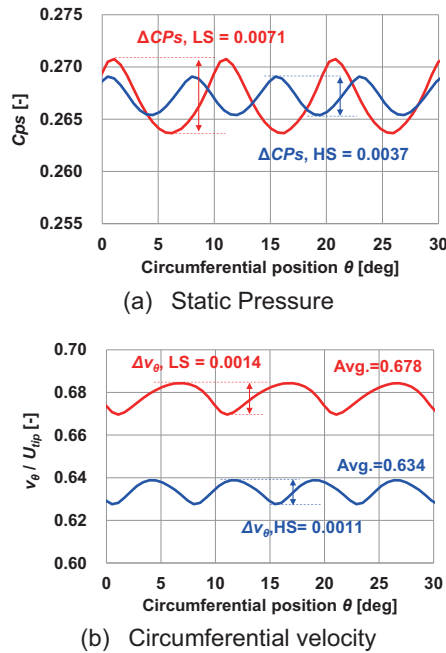 0.275
ΔCPs, LS = 0.0071
0.270
Cps [-]
0.265
ΔCPs, HS = 0.0037
0.260
0.255
0 5 10 15 20 25 30
Circumferential position θ [deg]
(a) Static Pressure
0.70
Δvθ, LS = 0.0014 Avg.=0.678
0.68
0.66
vθ / Utip [-]
0.64
Avg.=0.634
0.62
Δvθ,HS= 0.0011
0.60
0 5 10 15 20 25 30
Circumferential position θ [deg]
(b) Circumferential velocity